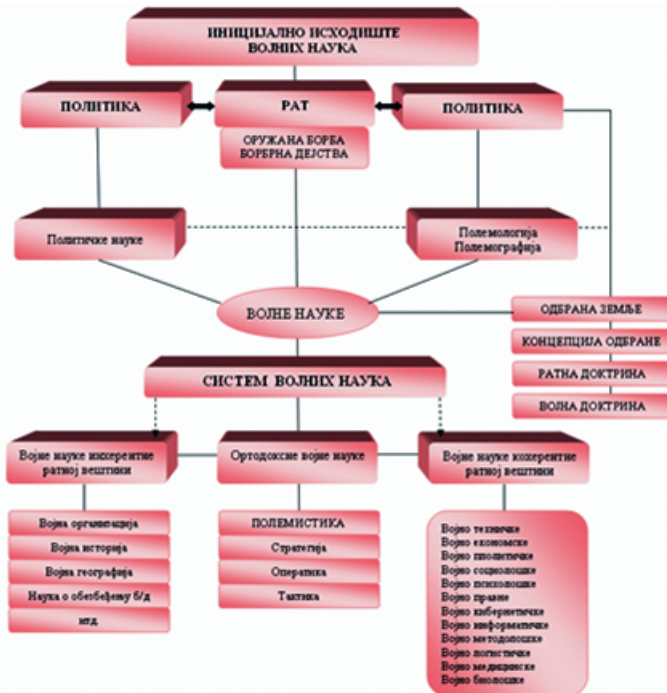 ИНИЦИЈАЛНО ИСХОДИШТЕ
ВОЈНИХ НАУКА
ПОЛИТИКА
РАТ
ПОЛИТИКА
ОРУЖАНА БОРБА
БОРБРНА ДЕЈСТВА
Политичке науке
Полемологија
Полемографија
ВОЈНЕ НАУКЕ
ОДБРАНА ЗЕМЉЕ
КОНЦЕПЦИЈА ОДБРАНЕ
РАТНА ДОКТРИНА
ВОЈНА ДОКТРИНА
СИСТЕМ ВОЈНИХ НАУКА
Војне науке инхерентне
ратној вештини
Ортодоксне војне науке
Војне науке кохерентне
ратној вештини
Војна организација
Војна историја
Војна географија
Наука о обезбеђењу б/д
итд.
ПОЛЕМИСТИКА
Стратегија
Оператика
Тактика
Војно техничке
Војно економске
Војно пполитичке
Војно социолошке
Војно психолошке
Војно правне
Војно кибернетичке
Војно информатичке
Војно методолошке
Војно логистичке
Војно медицинске
Војно биолошке